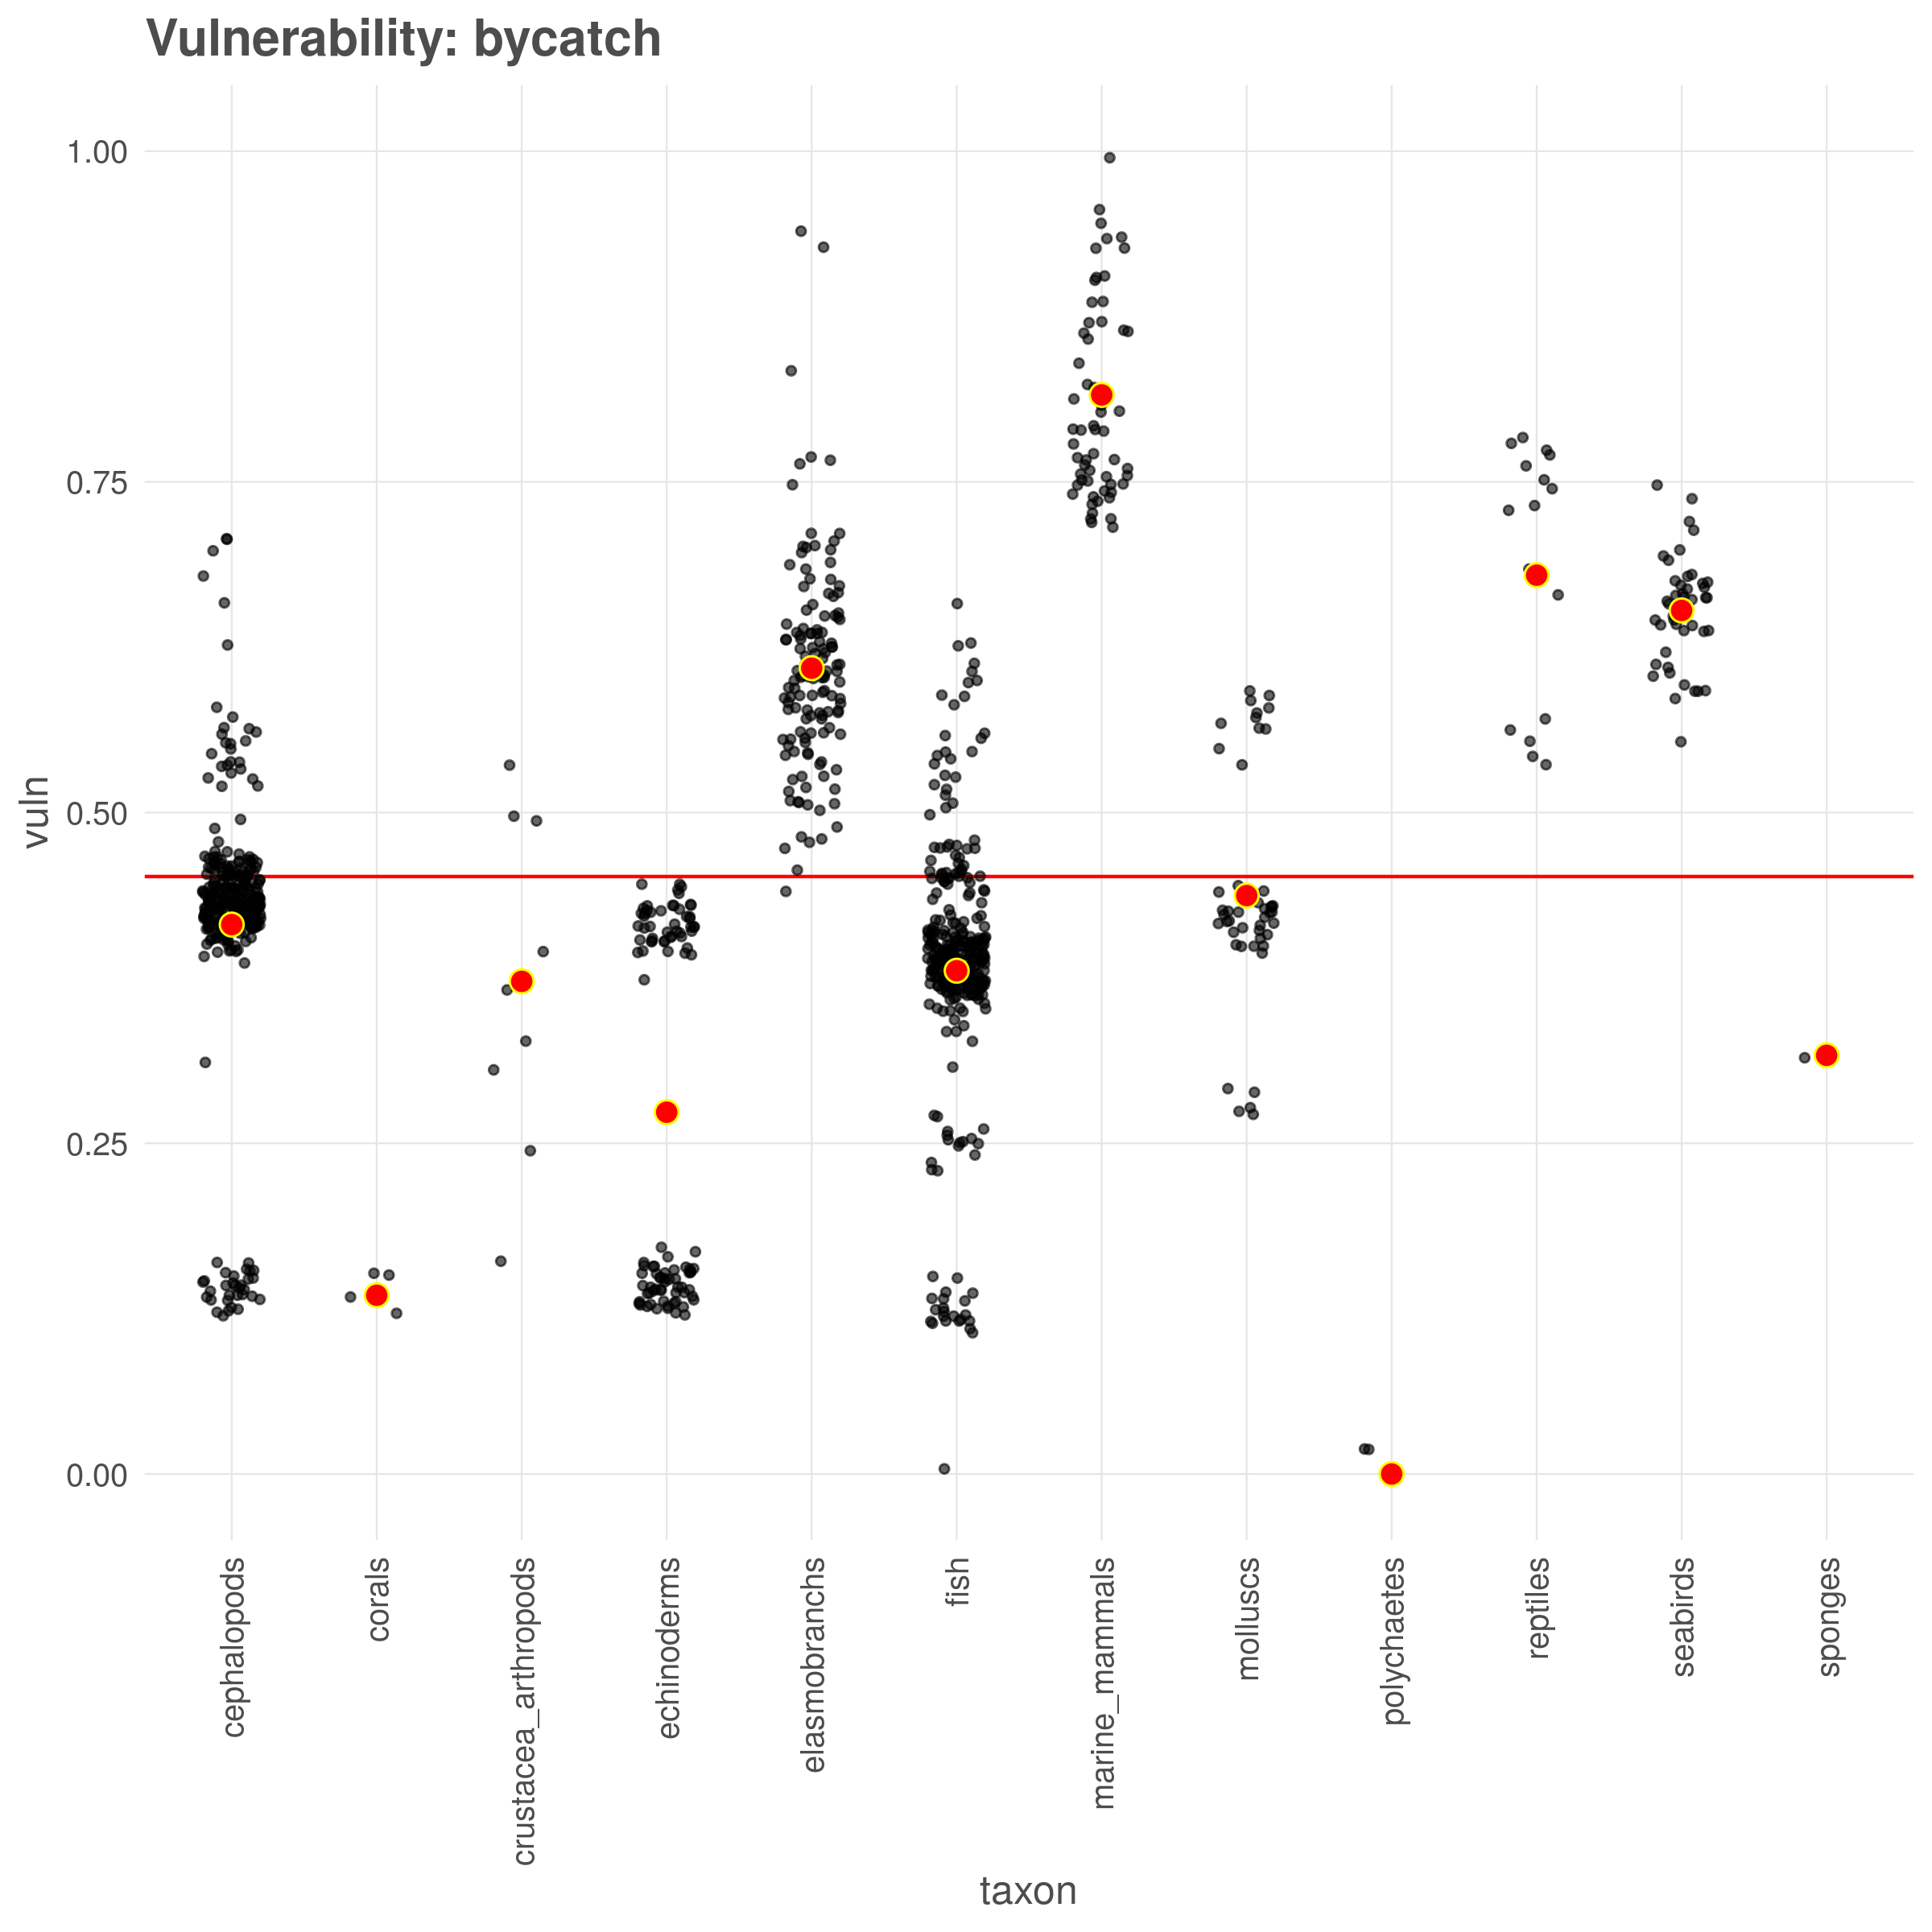 Vulnerability: bycatch
vuln
1.00
0.75
0.50
0.25
0.00
cephalopods
corals
crustacea_arthropods
echinoderms
elasmobranchs
fish
marine_mammals
molluscs
polychaetes
reptiles
seabirds
sponges
taxon